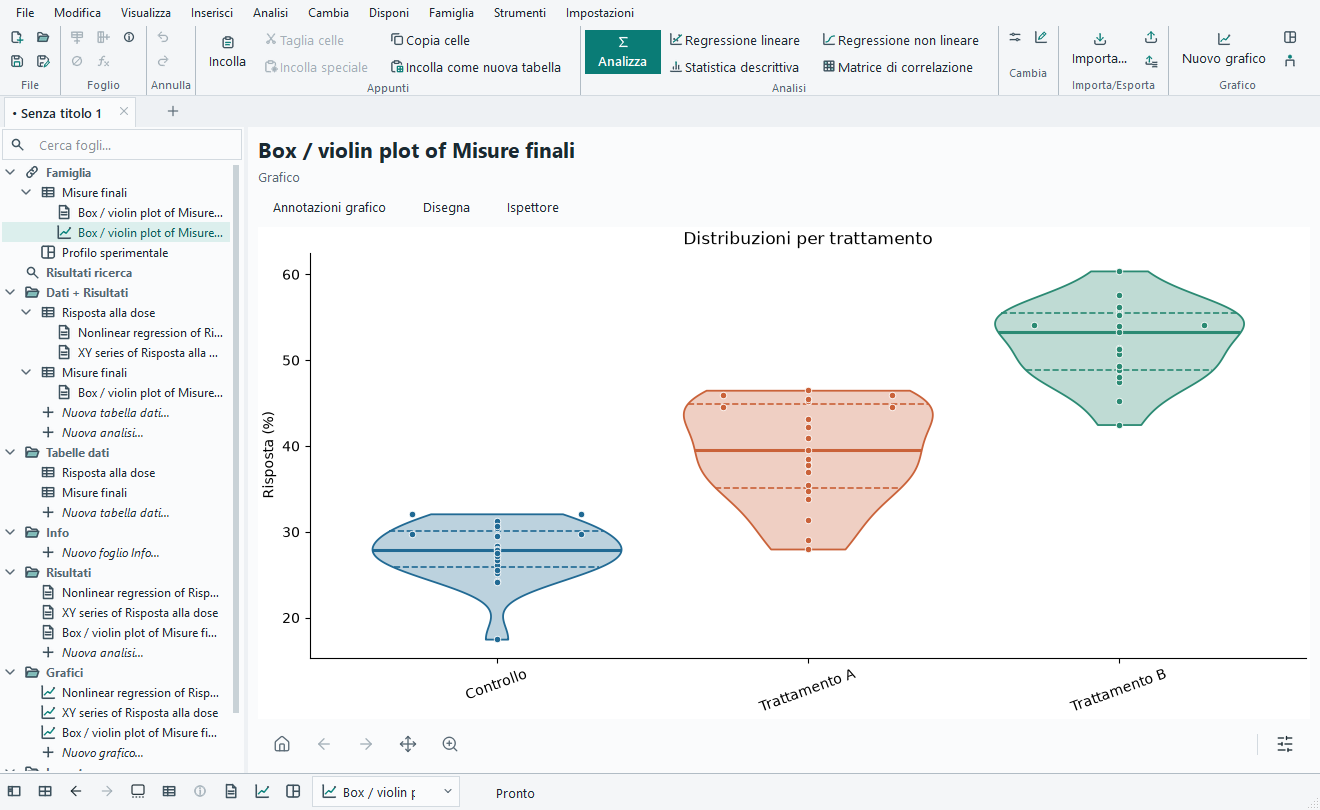 File Modifica Visualizza Inserisci Analisi Cambia Disponi Famiglia Strumenti Impostazioni
Incolla
Taglia celle
Copia celle
Incolla speciale
Incolla come nuova tabella
Σ
Analizza
Regressione lineare
Regressione non lineare
Statistica descrittiva
Matrice di correlazione
Importa...
Nuovo grafico
File
Foglio
Annulla
Appunti
Analisi
Cambia
Importa/Esporta
Grafico
• Senza titolo 1
Cerca fogli...
Famiglia
Misure finali
Box / violin plot of Misure...
Box / violin plot of Misure...
Profilo sperimentale
Risultati ricerca
Dati + Risultati
Risposta alla dose
Nonlinear regression of Ri...
XY series of Risposta alla ...
Misure finali
Box / violin plot of Misure...
Nuova tabella dati...
Nuova analisi...
Tabelle dati
Risposta alla dose
Misure finali
Nuova tabella dati...
Info
Nuovo foglio Info...
Risultati
Nonlinear regression of Risp...
XY series of Risposta alla dose
Box / violin plot of Misure fi...
Nuova analisi...
Grafici
Nonlinear regression of Risp...
XY series of Risposta alla dose
Box / violin plot of Misure fi...
Nuovo grafico...
Box / violin plot of Misure finali
Grafico
Annotazioni grafico Disegna Ispettore
Distribuzioni per trattamento
60
50
40
30
20
Risposta (%)
Controllo
Trattamento A
Trattamento B
Box / violin p
Pronto